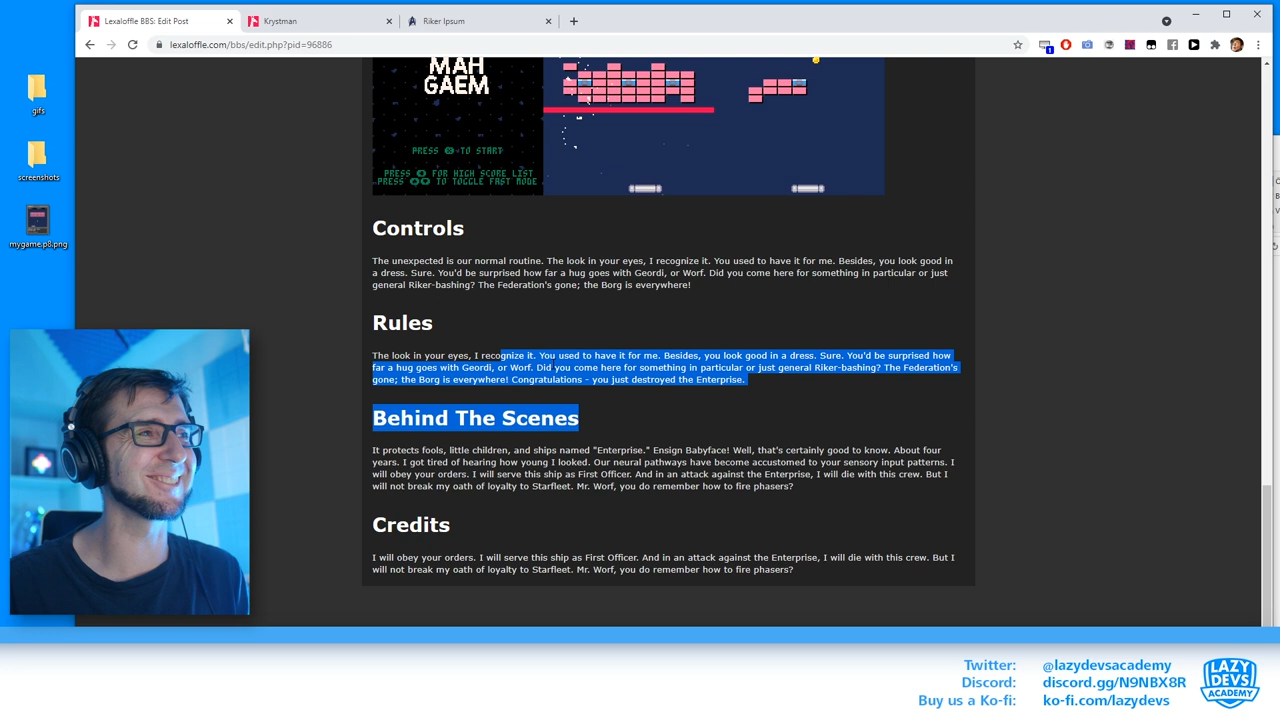 Lexaloffle BBS: Edit Post
Krystman
Riker Ipsum
lexaloffle.com/bbs/edit.php?pid=96886
1
gifs
screenshots
mygame.p8.png
MAH
GAEM
PRESS ❎ TO START
FOR HIGH SCORE LIST
TO TOGGLE FAST MODE
Controls
The unexpected is our normal routine. The look in your eyes, I recognize it. You used to have it for me. Besides, you look good in
a dress. Sure. You'd be surprised how far a hug goes with Geordi, or Worf. Did you come here for something in particular or just
general Riker-bashing? The Federation's gone; the Borg is everywhere!
Rules
The look in your eyes, I recognize it. You used to have it for me. Besides, you look good in a dress. Sure. You'd be surprised how
far a hug goes with Geordi, or Worf. Did you come here for something in particular or just general Riker-bashing? The Federation's
gone; the Borg is everywhere! Congratulations - you just destroyed the Enterprise.
Behind The Scenes
It protects fools, little children, and ships named "Enterprise." Ensign Babyface! Well, that's certainly good to know. About four
years. I got tired of hearing how young I looked. Our neural pathways have become accustomed to your sensory input patterns. I
will obey your orders. I will serve this ship as First Officer. And in an attack against the Enterprise, I will die with this crew. But I
will not break my oath of loyalty to Starfleet. Mr. Worf, you do remember how to fire phasers?
Credits
I will obey your orders. I will serve this ship as First Officer. And in an attack against the Enterprise, I will die with this crew. But I
will not break my oath of loyalty to Starfleet. Mr. Worf, you do remember how to fire phasers?
Twitter: @lazydevsacademy
Discord: discord.gg/N9NBX8R
Buy us a Ko-fi: ko-fi.com/lazydevs
LAZY
DEVS
ACADEMY